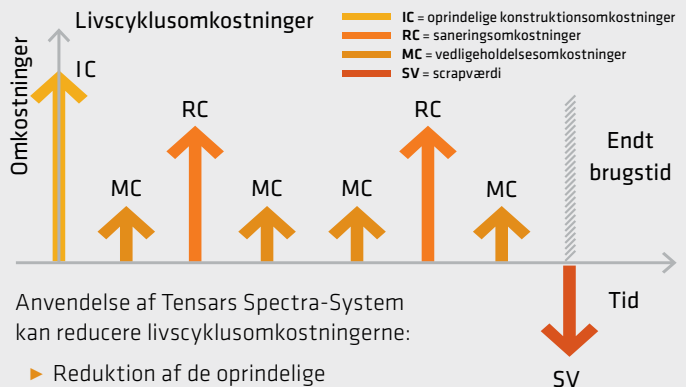 Livscyklusomkostninger
IC = oprindelige konstruktionsomkostninger
RC = saneringsomkostninger
MC = vedligeholdelsesomkostninger
SV = scrapværdi
Omkostninger
IC
RC
RC
MC
MC
MC
MC
Endt
brugstid
Tid
SV
Anvendelse af Tensars Spectra-System
kan reducere livscyklusomkostningerne:
► Reduktion af de oprindelige